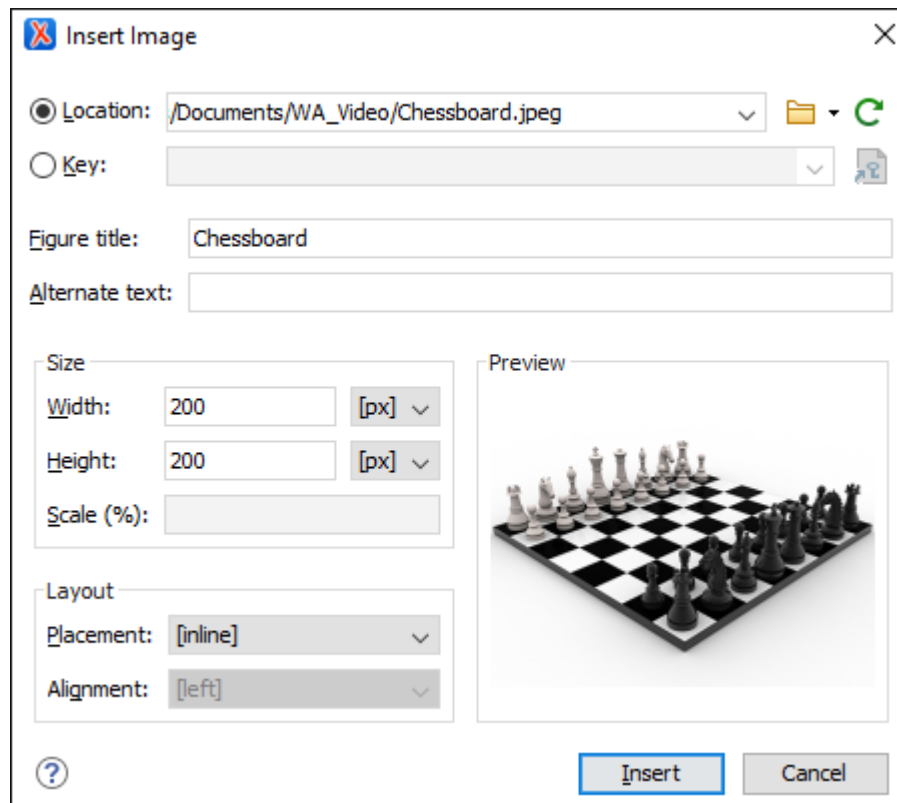 Insert Image
Location: /Documents/WA_Video/Chessboard.jpeg
Key:
Figure title: Chessboard
Alternate text:
Size
Width: 200 [px]
Height: 200 [px]
Scale (%):
Layout
Placement: [inline]
Alignment: [left]
Preview
? Insert Cancel